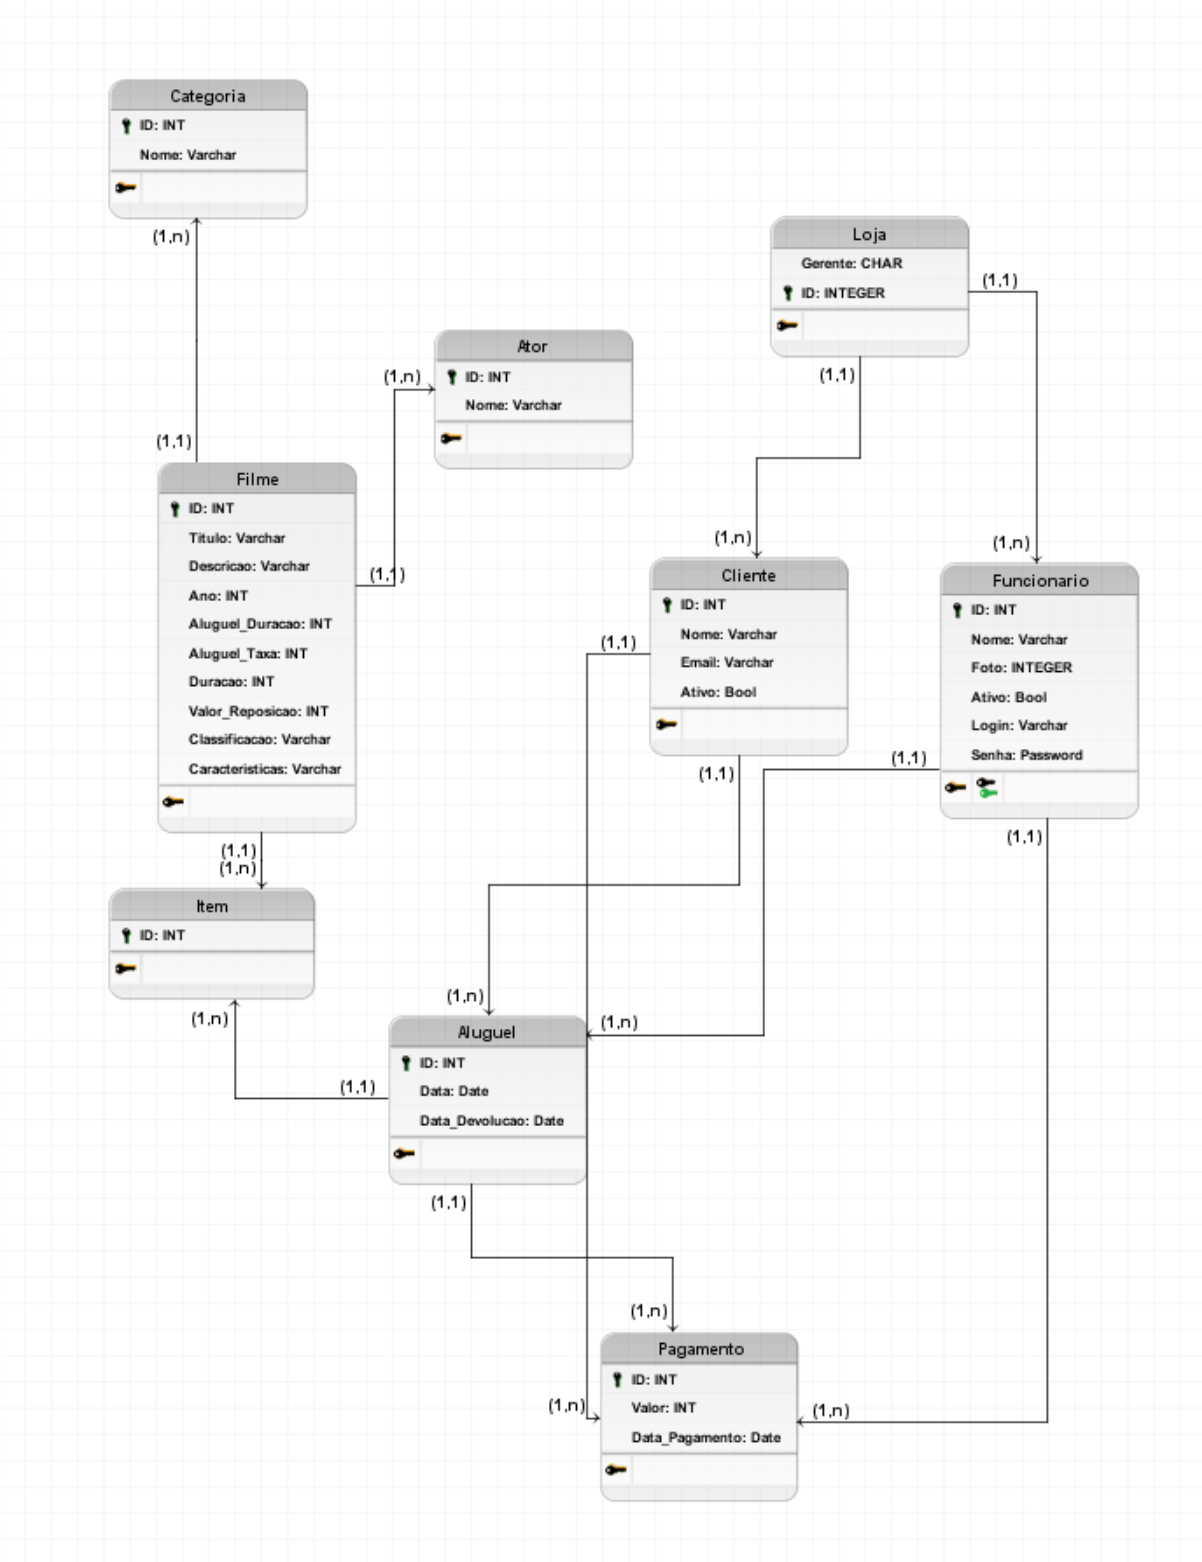 Categoria
ID: INT
Nome: Varchar
(1,n)
(1,1)
Loja
Gerente: CHAR
ID: INTEGER
(1,1)
(1,1)
Ator
ID: INT
Nome: Varchar
(1,n)
(1,1)
Filme
ID: INT
Titulo: Varchar
Descricao: Varchar
Ano: INT
Aluguel_Duracao: INT
Aluguel_Taxa: INT
Duracao: INT
Valor_Reposicao: INT
Classificacao: Varchar
Caracteristicas: Varchar
(1,1)
(1,n)
(1,n)
Cliente
ID: INT
Nome: Varchar
Email: Varchar
Ativo: Bool
(1,1)
(1,1)
(1,n)
Funcionario
ID: INT
Nome: Varchar
Foto: INTEGER
Ativo: Bool
Login: Varchar
Senha: Password
(1,1)
(1,1)
Item
ID: INT
(1,n)
(1,1)
(1,n)
(1,n)
Aluguel
ID: INT
Data: Date
Data_Devolucao: Date
(1,1)
(1,n)
(1,n)
(1,n)
Pagamento
ID: INT
Valor: INT
Data_Pagamento: Date